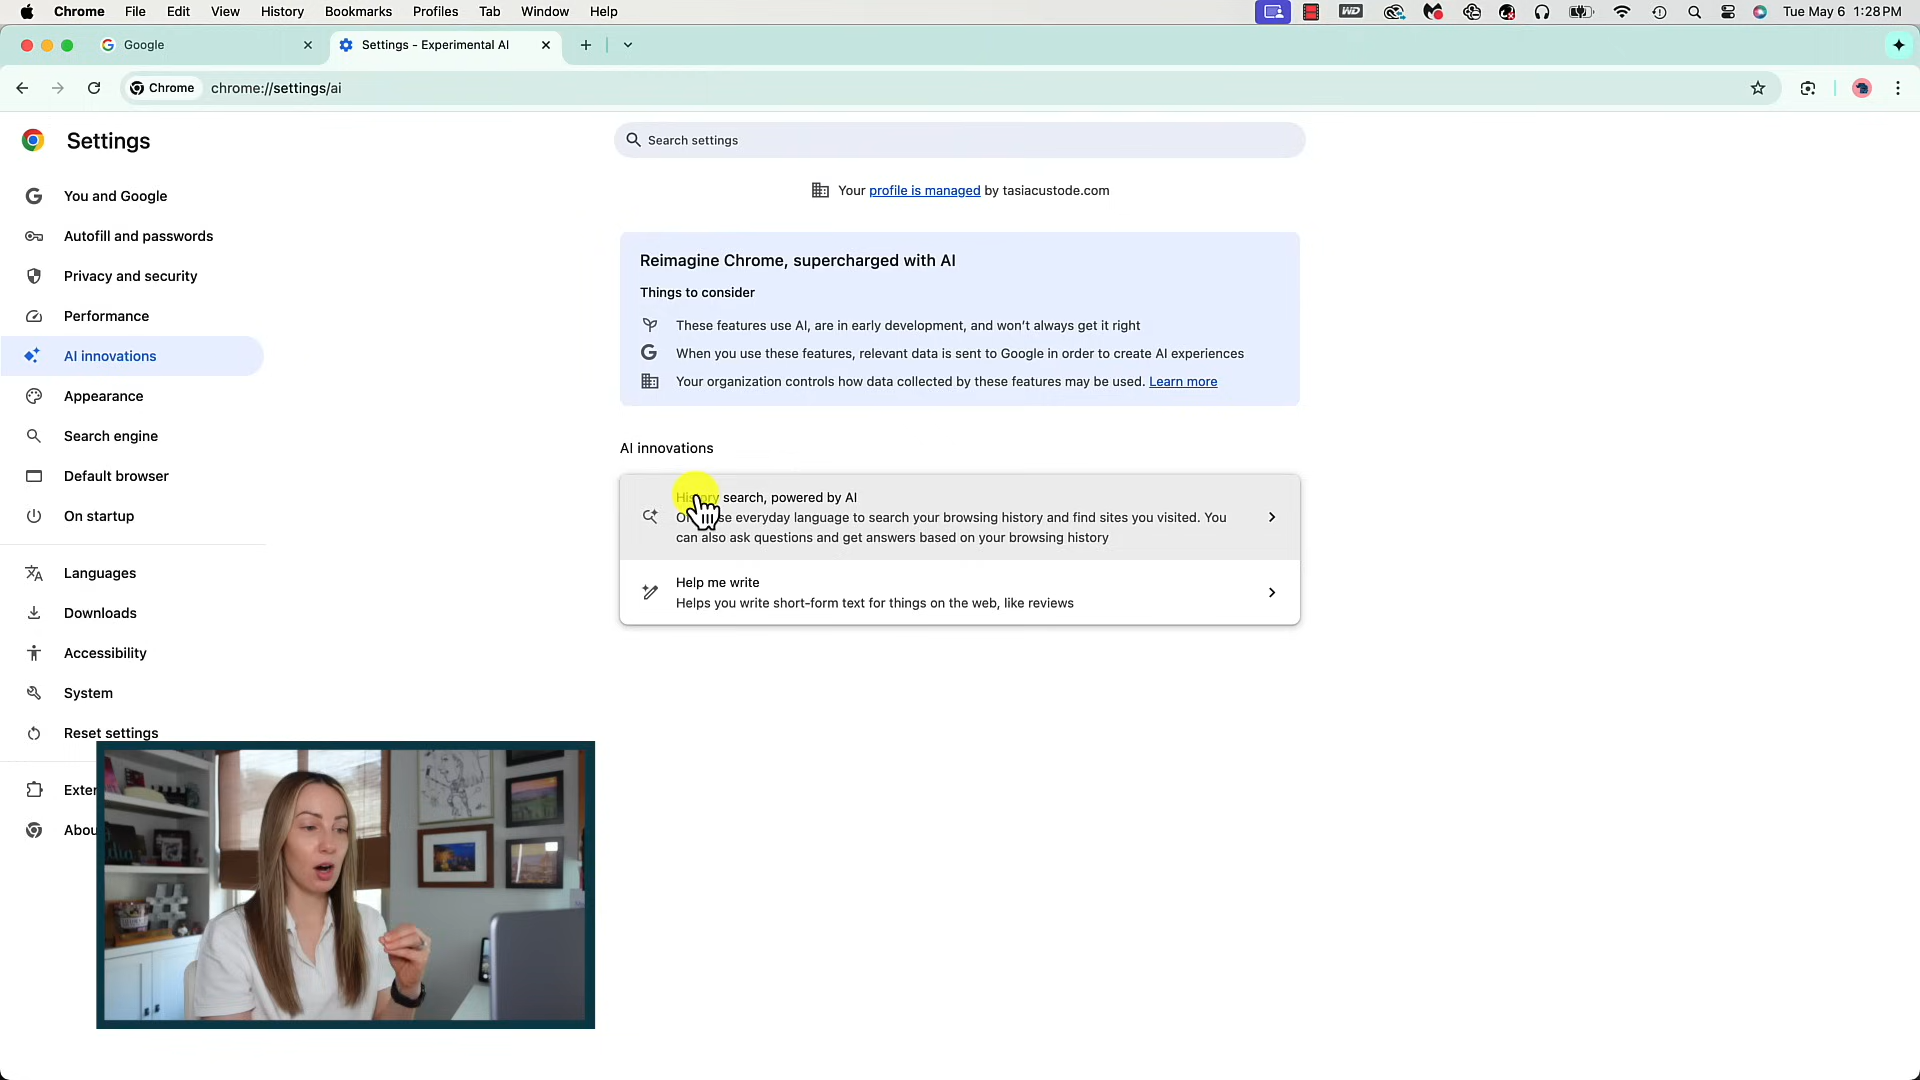 Chrome File Edit View History Bookmarks Profiles Tab Window Help
WD
Tue May 6 1:28 PM
Google
Settings - Experimental AI
Chrome
chrome://settings/ai
Settings
Search settings
Your profile is managed by tasiacustode.com
You and Google
Autofill and passwords
Privacy and security
Performance
AI innovations
Appearance
Search engine
Default browser
On startup
Languages
Downloads
Accessibility
System
Reset settings
Exter
Abou
Reimagine Chrome, supercharged with AI
Things to consider
These features use AI, are in early development, and won't always get it right
When you use these features, relevant data is sent to Google in order to create AI experiences
Your organization controls how data collected by these features may be used. Learn more
AI innovations
History search, powered by AI
everyday language to search your browsing history and find sites you visited. You
can also ask questions and get answers based on your browsing history
Help me write
Helps you write short-form text for things on the web, like reviews